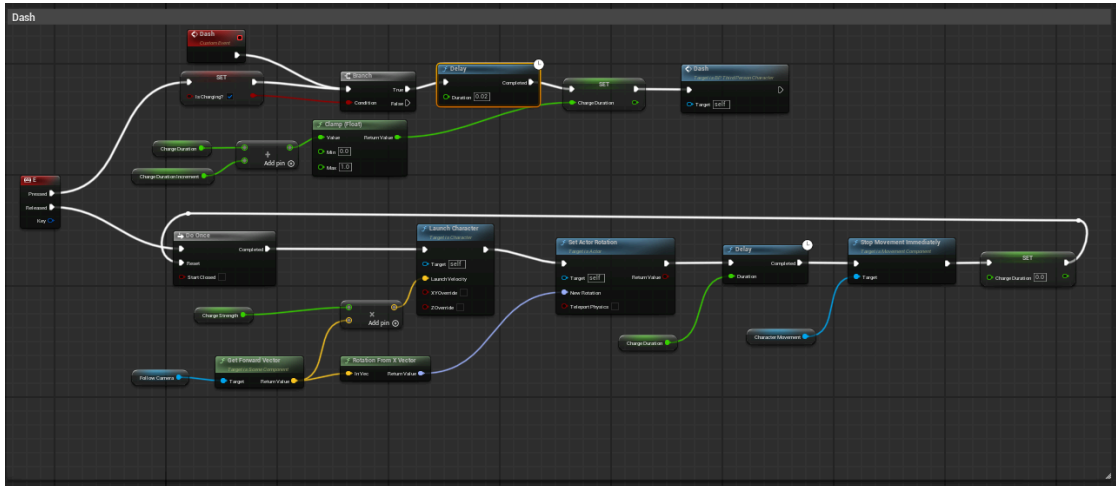 Dash
Dash
Custom Event
SET
Is Charging?
Branch
True
Condition
False
Delay
Completed
Duration 0.02
SET
Charge Duration
Dash
Target self
Clamp (Float)
Value
Return Value
Min 0.0
Max 1.0
Charge Duration
+
Add pin
Charge Duration Increment
E
Pressed
Released
Key
Do Once
Completed
Reset
Start Closed
Launch Character
Target is Character
Target self
Launch Velocity
XYOverride
ZOverride
Set Actor Rotation
Target is Actor
Target self
Return Value
New Rotation
Teleport Physics
Delay
Completed
Duration
Stop Movement Immediately
Target is Movement Component
Target
SET
Charge Duration 0.0
Charge Strength
X
Add pin
Charge Duration
Character Movement
Follow Camera
Get Forward Vector
Target is Scene Component
Target
Return Value
Rotation From X Vector
In Vec
Return Value